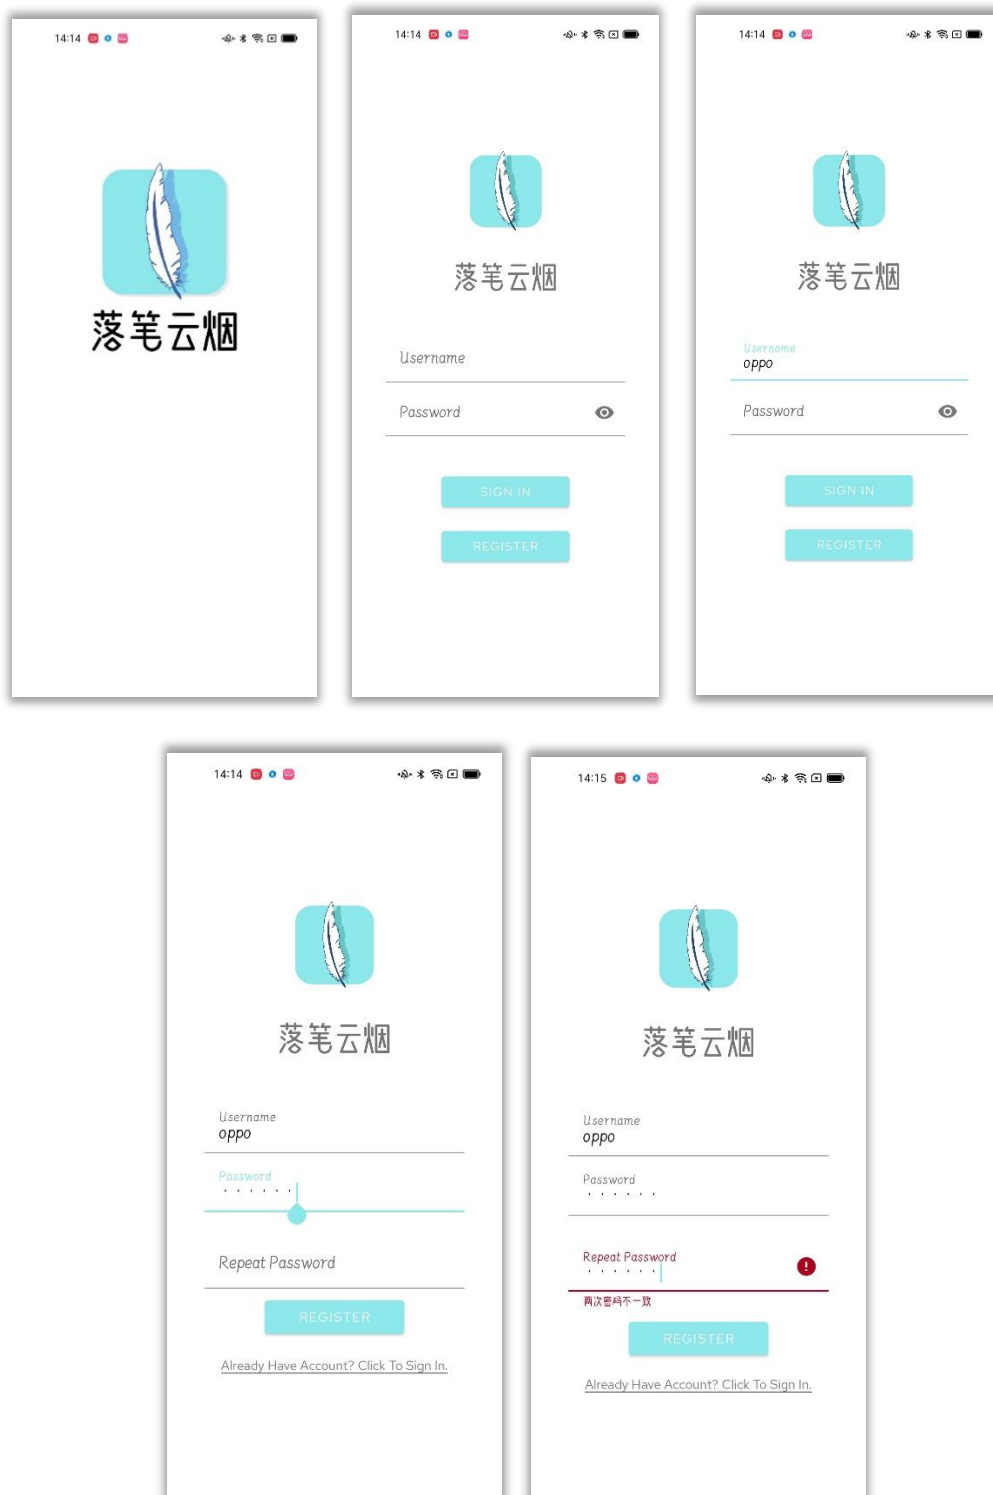 14:14
落笔云烟
14:14
落笔云烟
Username
Password
SIGN IN
REGISTER
14:14
落笔云烟
Username
oppo
Password
SIGN IN
REGISTER
14:14
落笔云烟
Username
oppo
Password
Repeat Password
REGISTER
Already Have Account? Click To Sign In.
14:15
落笔云烟
Username
oppo
Password
Repeat Password
两次密码不一致
REGISTER
Already Have Account? Click To Sign In.